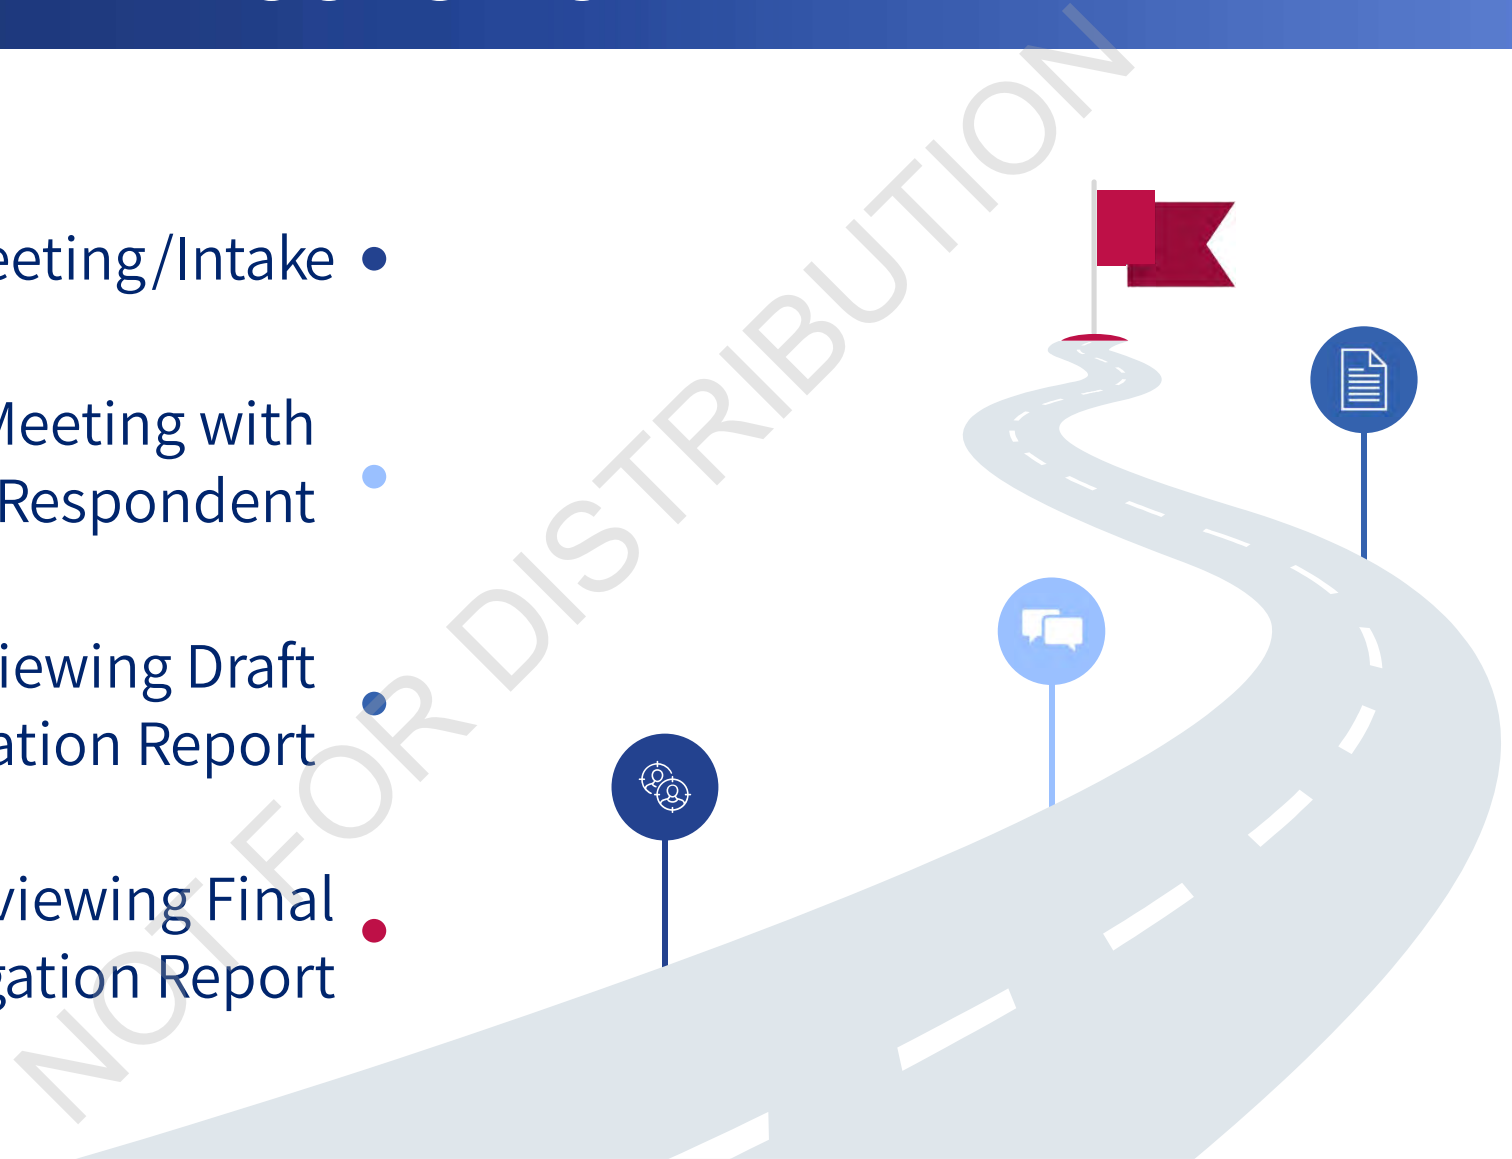 eeting/Intake
Meeting with
Respondent
iewing Draft
ation Report
viewing Final
gation Report
NOT FOR DISTRIBUTION